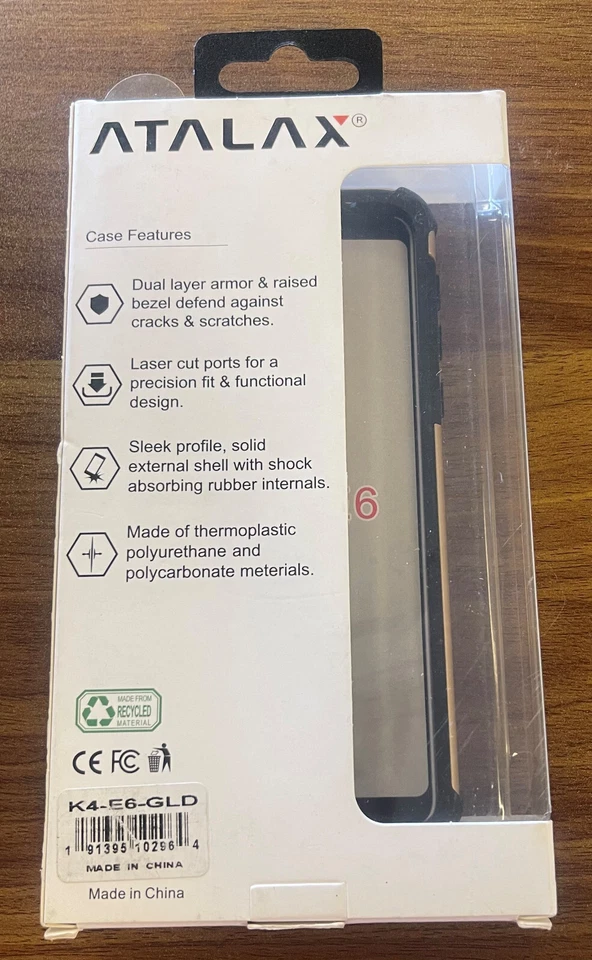 ATALAX®
Case Features
Dual layer armor & raised
bezel defend against
cracks & scratches.
Laser cut ports for a
precision fit & functional
design.
Sleek profile, solid
external shell with shock
absorbing rubber internals.
6
Made of thermoplastic
polyurethane and
polycarbonate meterials.
MADE FROM
RECYCLED
MATERIAL
CE FC
K4-E6-GLD
1 91395 10296 4
MADE IN CHINA
Made in China